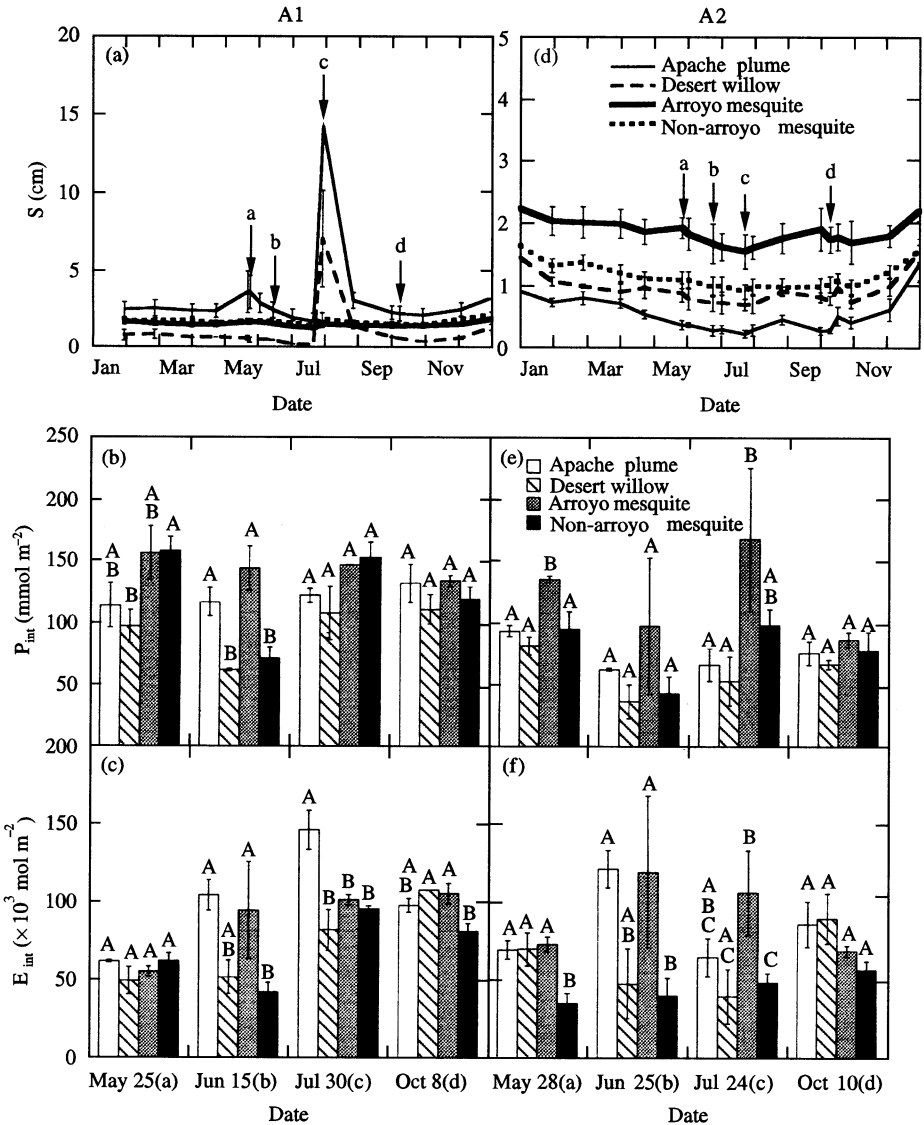 A1
A2
20
15
10
5
0
S (cm)
(a)
a
b
c
d
Jan Mar May Jul Sep Nov
Date
5
4
3
2
1
0
(d)
Apache plume
Desert willow
Arroyo mesquite
Non-arroyo mesquite
a
b
c
d
Jan Mar May Jul Sep Nov
Date
250
200
150
100
50
200
P int (mmol m −2)
(b)
A B
B
A B
A
A
B
A
B
A
A
A
A
A
A
A
A
(e)
Apache plume
Desert willow
Arroyo mesquite
Non-arroyo mesquite
A
A
B
A
A
A
A
A
A
A
B
A B
A
A
A
A
150
100
50
0
E int (×10 3 mol m −2)
(c)
A
A
A
A
A
A B
A
B
A
B
B
B
A B
A
A
B
(f)
A
A
A
B
A
A B
A
B
A B C
A C
B
C
A
A
A
A
May 25(a) Jun 15(b) Jul 30(c) Oct 8(d)
Date
May 28(a) Jun 25(b) Jul 24(c) Oct 10(d)
Date